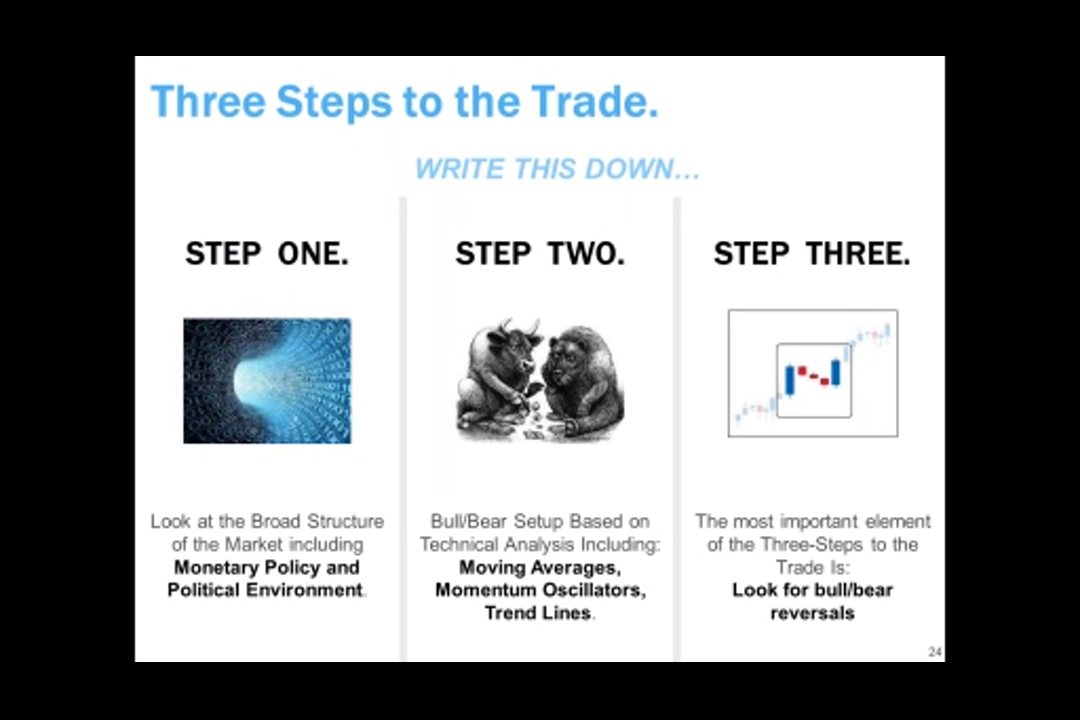 Three Steps to the Trade.
WRITE THIS DOWN...
STEP ONE.
Look at the Broad Structure
of the Market including
Monetary Policy and
Political Environment.
STEP TWO.
Bull/Bear Setup Based on
Technical Analysis Including:
Moving Averages,
Momentum Oscillators,
Trend Lines.
STEP THREE.
The most important element
of the Three-Steps to the
Trade Is:
Look for bull/bear
reversals
24